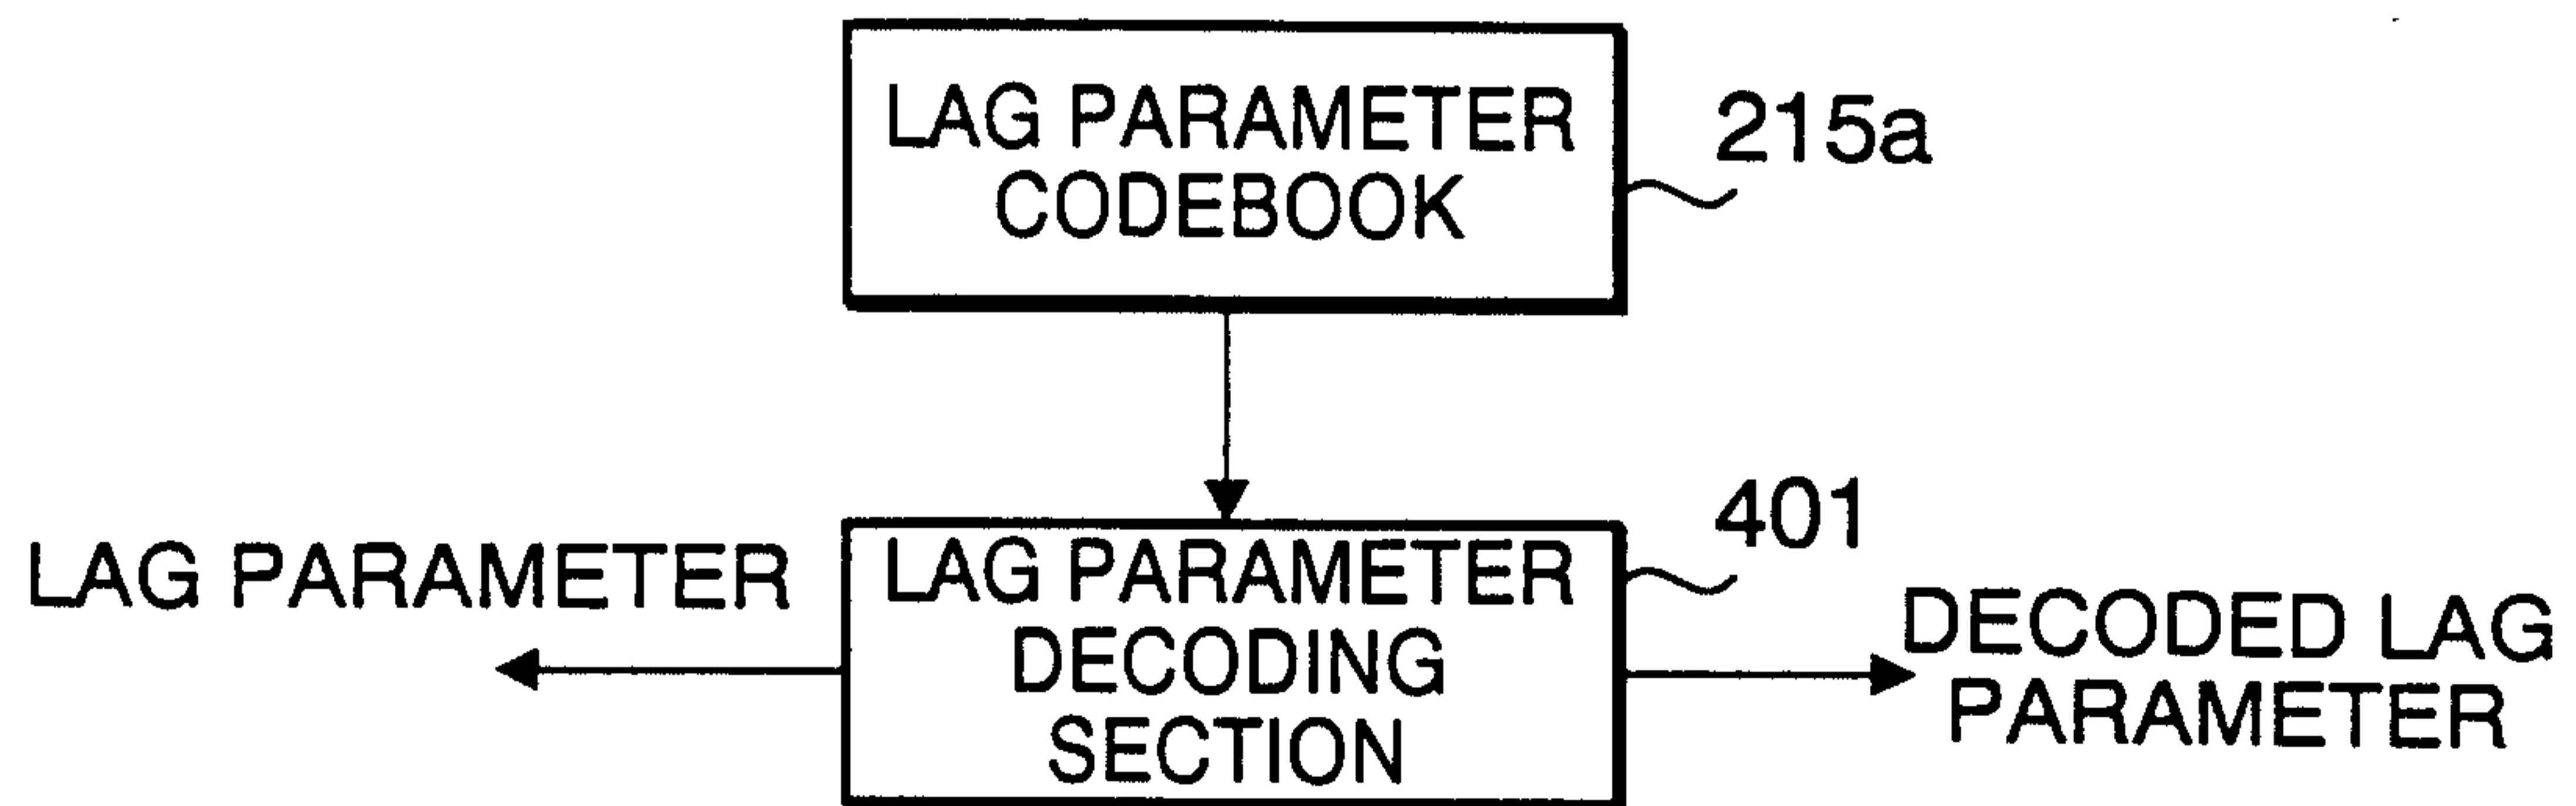 LAG PARAMETER
CODEBOOK
215a
LAG PARAMETER
LAG PARAMETER
DECODING
SECTION
401
DECODED LAG
PARAMETER